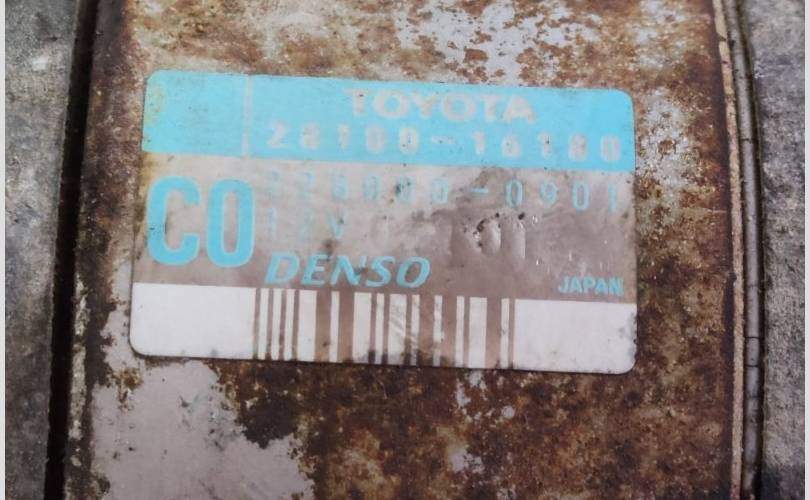 TOYOTA
28100-16180
CO
228000-0901
12V
DENSO
JAPAN